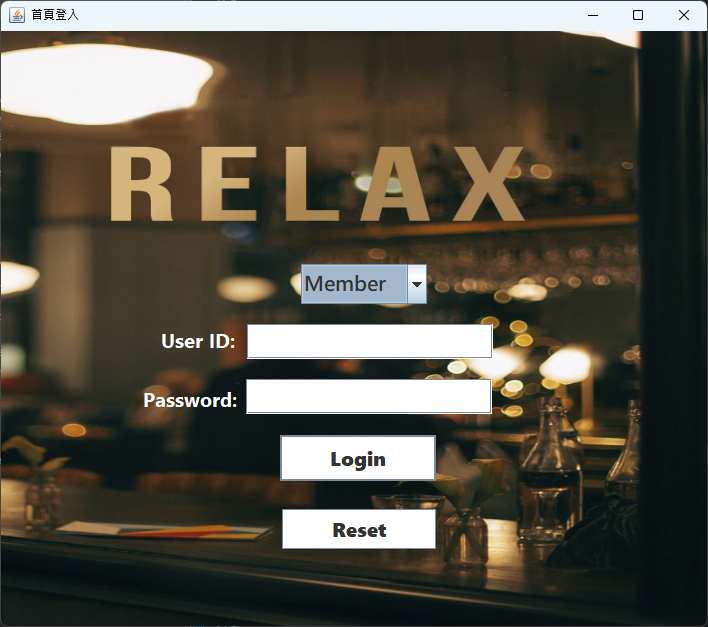 首頁登入
RELAX
Member
User ID:
Password:
Login
Reset